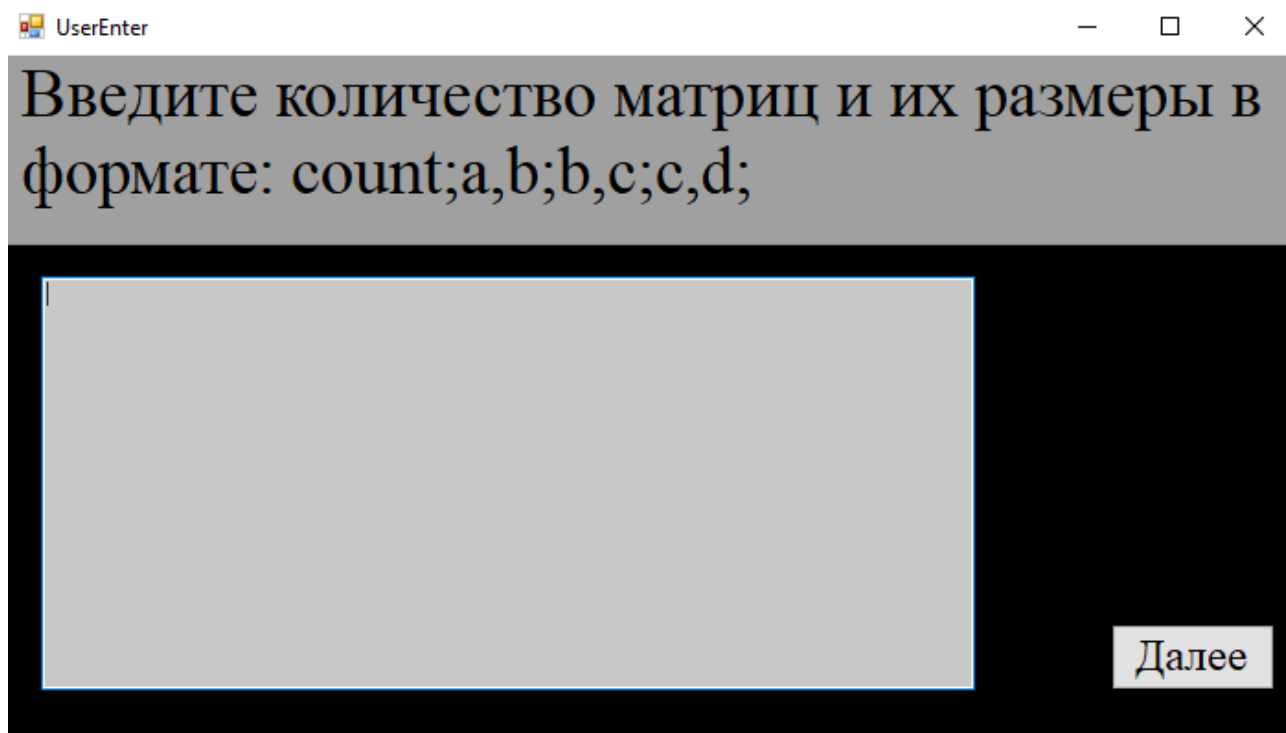 UserEnter
Введите количество матриц и их размеры в
формате: count;a,b;b,c;c,d;
Далее